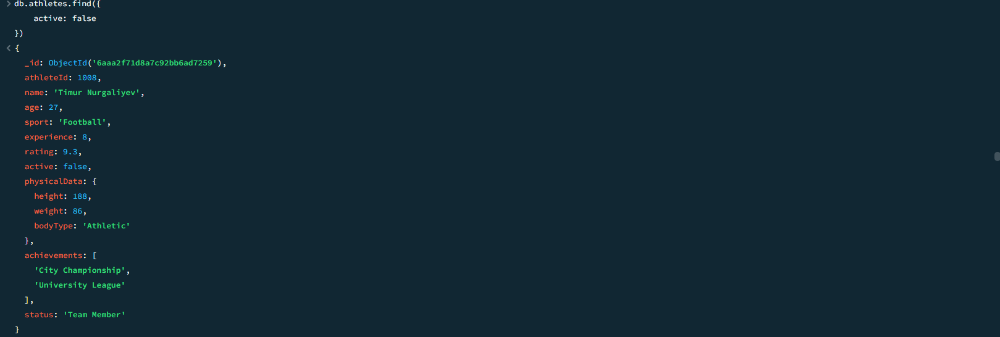 db.athletes.find({
    active: false
})
{
  _id: ObjectId('6aaa2f71d8a7c92bb6ad7259'),
  athleteId: 1008,
  name: 'Timur Nurgaliyev',
  age: 27,
  sport: 'Football',
  experience: 8,
  rating: 9.3,
  active: false,
  physicalData: {
    height: 188,
    weight: 86,
    bodyType: 'Athletic'
  },
  achievements: [
    'City Championship',
    'University League'
  ],
  status: 'Team Member'
}